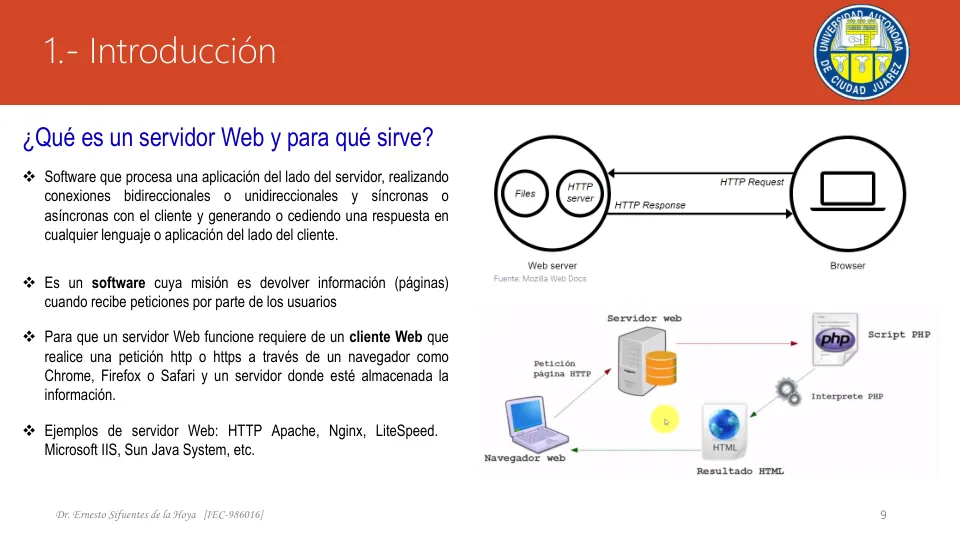 1.- Introducción
UNIVERSIDAD AUTONOMA
DE CIUDAD JUAREZ
¿Qué es un servidor Web y para qué sirve?
❖ Software que procesa una aplicación del lado del servidor, realizando
conexiones bidireccionales o unidireccionales y síncronas o
asíncronas con el cliente y generando o cediendo una respuesta en
cualquier lenguaje o aplicación del lado del cliente.
❖ Es un software cuya misión es devolver información (páginas)
cuando recibe peticiones por parte de los usuarios
❖ Para que un servidor Web funcione requiere de un cliente Web que
realice una petición http o https a través de un navegador como
Chrome, Firefox o Safari y un servidor donde esté almacenada la
información.
❖ Ejemplos de servidor Web: HTTP Apache, Nginx, LiteSpeed.
Microsoft IIS, Sun Java System, etc.
Files
HTTP
server
HTTP Request
HTTP Response
Web server
Browser
Fuente: Mozilla Web Docs
Servidor web
php
Script PHP
Petición
página HTTP
Interprete PHP
HTML
Navegador web
Resultado HTML
Dr. Ernesto Sifuentes de la Hoya [IEC-986016]
9